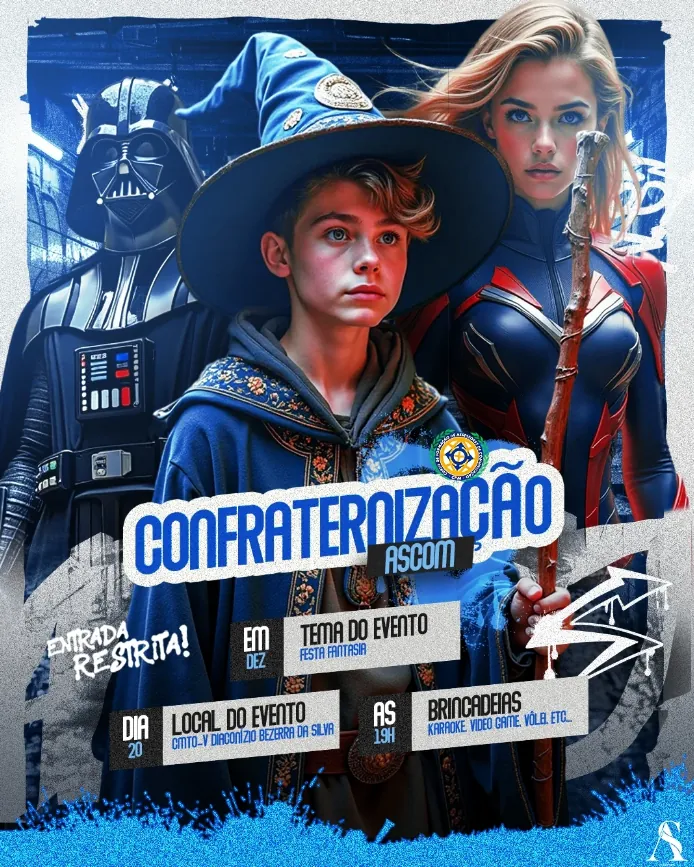 CONFRATERNIZAÇÃO
ASCOM
ENTRADA
RESTRITA!
EM
DEZ
TEMA DO EVENTO
FESTA FANTASIA
DIA
20
LOCAL DO EVENTO
CMTO-V DIACONÍZIO BEZERRA DA SILVA
AS
19H
BRINCADEIAS
KARAOKE, VIDEO GAME, VÔLEI, ETC...